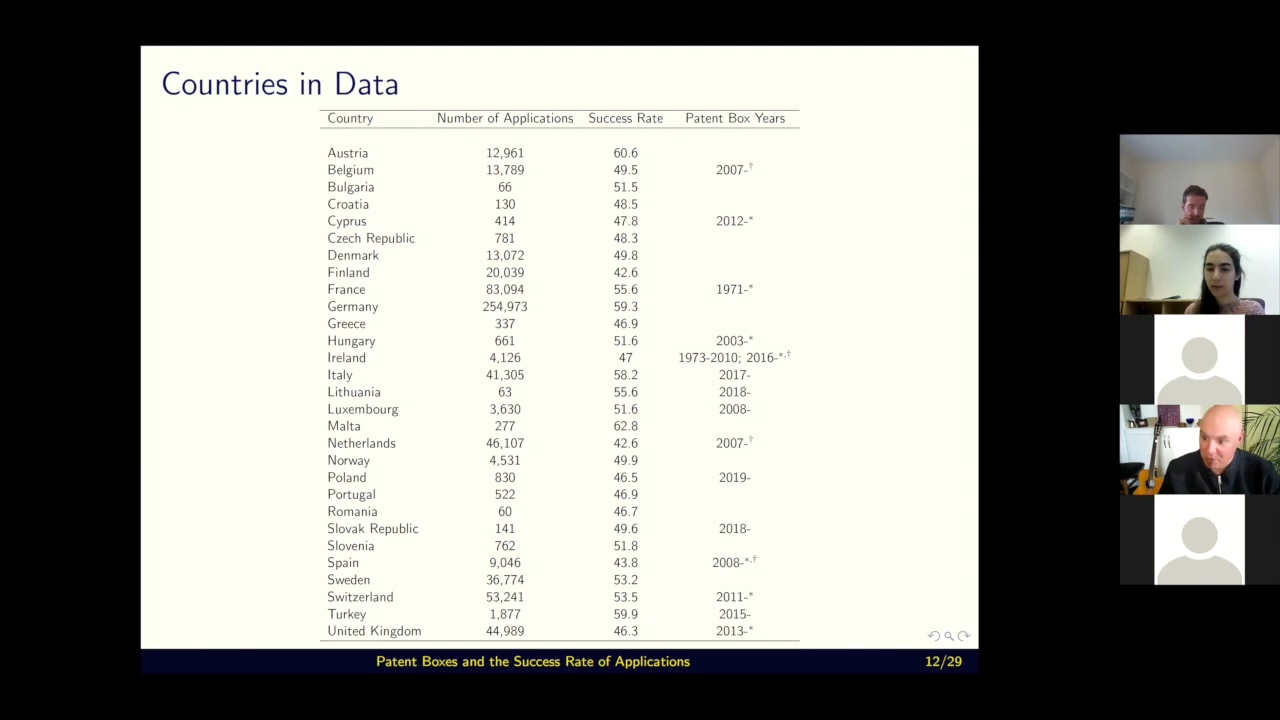 Countries in Data
Country Number of Applications Success Rate Patent Box Years
Austria 12,961 60.6
Belgium 13,789 49.5 2007-†
Bulgaria 66 51.5
Croatia 130 48.5
Cyprus 414 47.8 2012-*
Czech Republic 781 48.3
Denmark 13,072 49.8
Finland 20,039 42.6
France 83,094 55.6 1971-*
Germany 254,973 59.3
Greece 337 46.9
Hungary 661 51.6 2003-*
Ireland 4,126 47 1973-2010; 2016-*,†
Italy 41,305 58.2 2017-
Lithuania 63 55.6 2018-
Luxembourg 3,630 51.6 2008-
Malta 277 62.8
Netherlands 46,107 42.6 2007-†
Norway 4,531 49.9
Poland 830 46.5 2019-
Portugal 522 46.9
Romania 60 46.7
Slovak Republic 141 49.6 2018-
Slovenia 762 51.8
Spain 9,046 43.8 2008-*,†
Sweden 36,774 53.2
Switzerland 53,241 53.5 2011-*
Turkey 1,877 59.9 2015-
United Kingdom 44,989 46.3 2013-*
Patent Boxes and the Success Rate of Applications 12/29